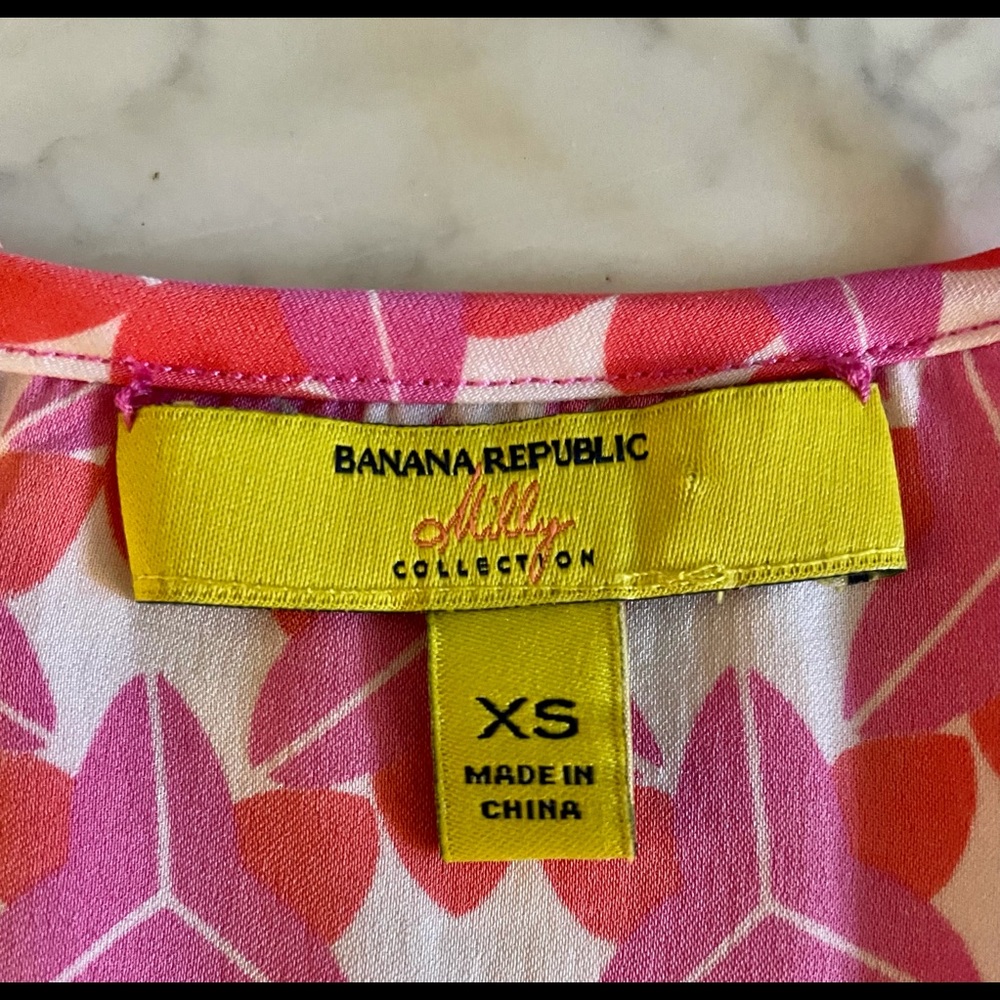 BANANA REPUBLIC
Milly
COLLECTION
XS
MADE IN
CHINA